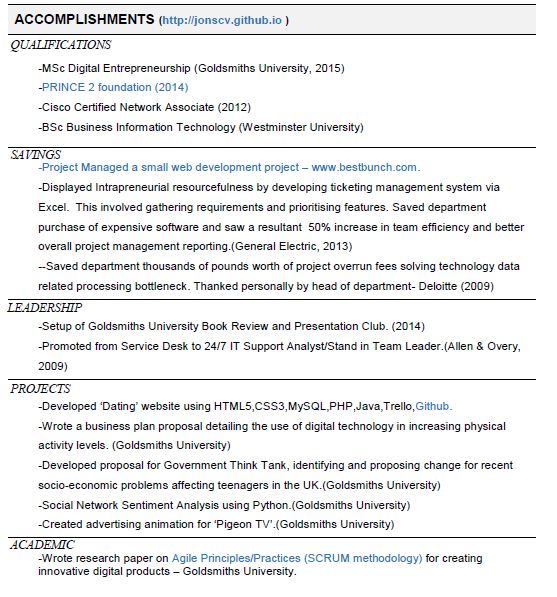 ACCOMPLISHMENTS (http://jonscv.github.io )
QUALIFICATIONS
-MSc Digital Entrepreneurship (Goldsmiths University, 2015)
-PRINCE 2 foundation (2014)
-Cisco Certified Network Associate (2012)
-BSc Business Information Technology (Westminster University)
SAVINGS
-Project Managed a small web development project – www.bestbunch.com.
-Displayed Intrapreneurial resourcefulness by developing ticketing management system via
Excel. This involved gathering requirements and prioritising features. Saved department
purchase of expensive software and saw a resultant 50% increase in team efficiency and better
overall project management reporting.(General Electric, 2013)
--Saved department thousands of pounds worth of project overrun fees solving technology data
related processing bottleneck. Thanked personally by head of department- Deloitte (2009)
LEADERSHIP
-Setup of Goldsmiths University Book Review and Presentation Club. (2014)
-Promoted from Service Desk to 24/7 IT Support Analyst/Stand in Team Leader.(Allen & Overy,
2009)
PROJECTS
-Developed ‘Dating’ website using HTML5,CSS3,MySQL,PHP,Java,Trello,Github.
-Wrote a business plan proposal detailing the use of digital technology in increasing physical
activity levels. (Goldsmiths University)
-Developed proposal for Government Think Tank, identifying and proposing change for recent
socio-economic problems affecting teenagers in the UK.(Goldsmiths University)
-Social Network Sentiment Analysis using Python.(Goldsmiths University)
-Created advertising animation for ‘Pigeon TV’.(Goldsmiths University)
ACADEMIC
-Wrote research paper on Agile Principles/Practices (SCRUM methodology) for creating
innovative digital products – Goldsmiths University.